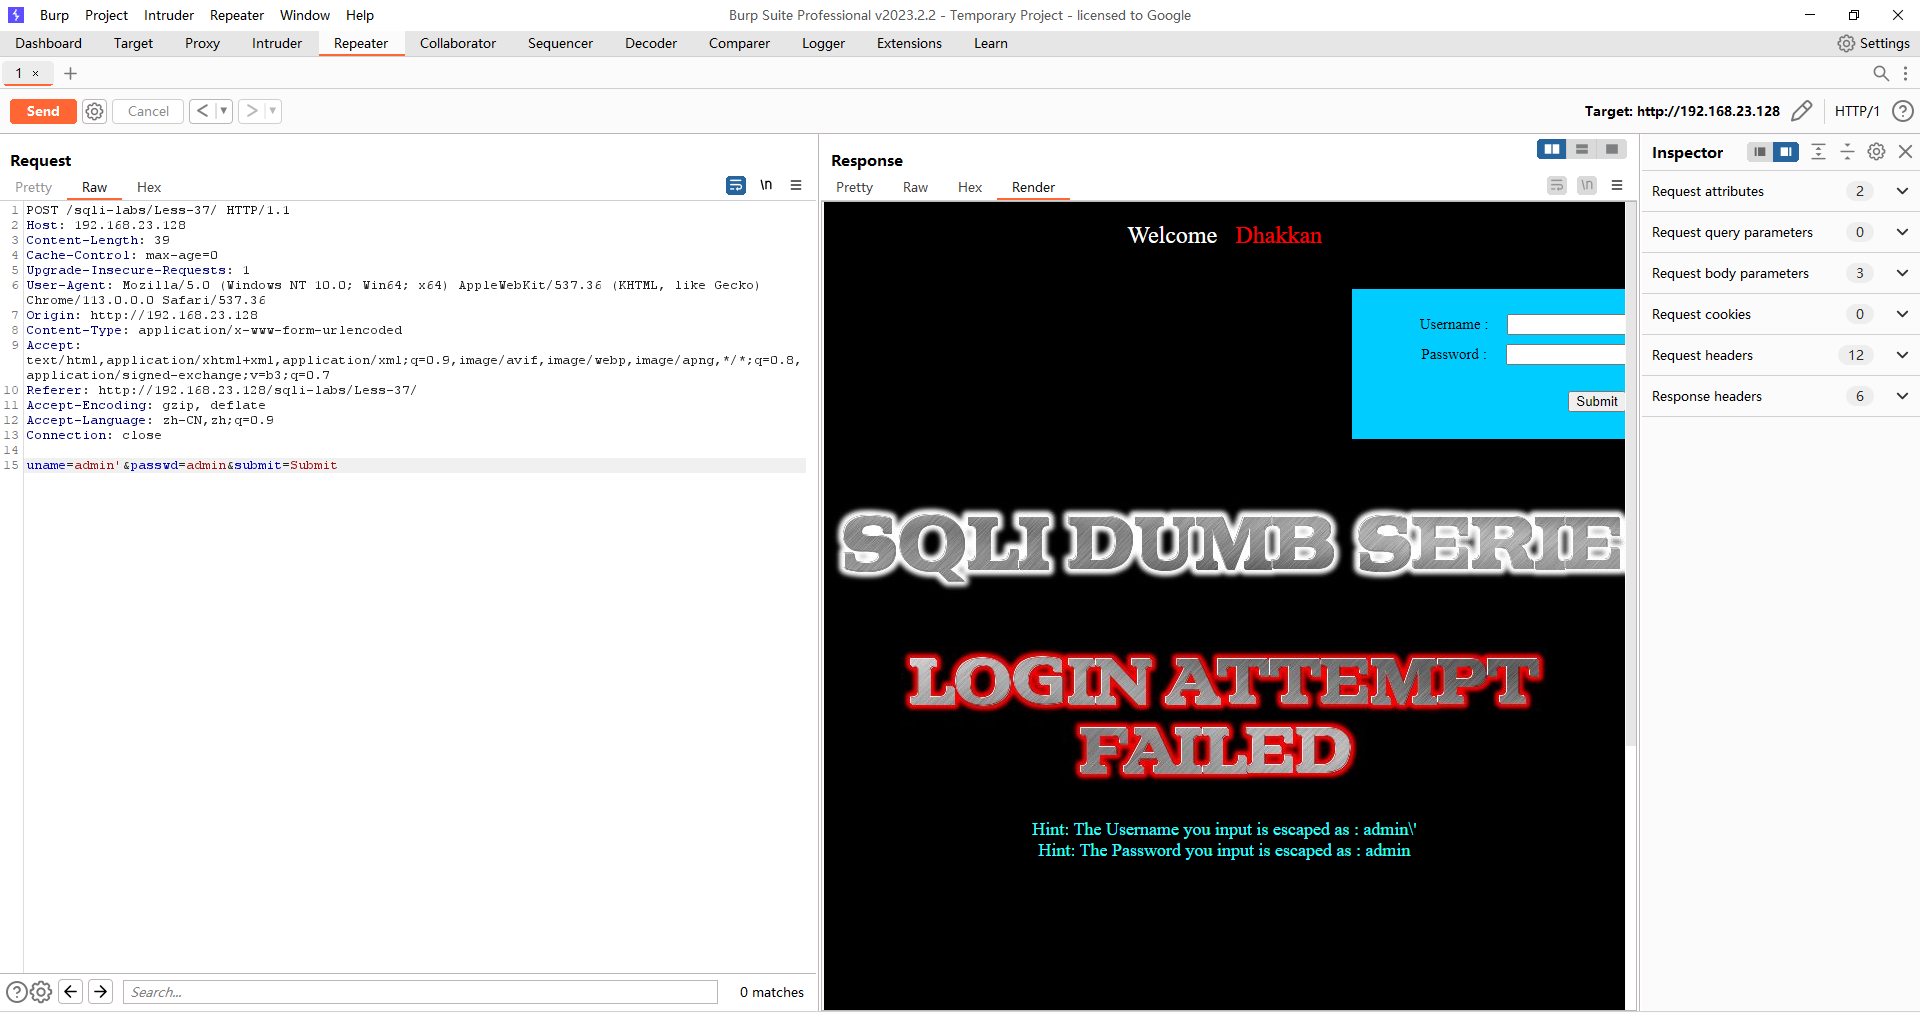 Burp Project Intruder Repeater Window Help Burp Suite Professional v2023.2.2 - Temporary Project - licensed to Google
Dashboard Target Proxy Intruder Repeater Collaborator Sequencer Decoder Comparer Logger Extensions Learn Settings
1 × +
Send Cancel < > Target: http://192.168.23.128 HTTP/1 ?
Request
Pretty Raw Hex \n
1 POST /sqli-labs/Less-37/ HTTP/1.1
2 Host: 192.168.23.128
3 Content-Length: 39
4 Cache-Control: max-age=0
5 Upgrade-Insecure-Requests: 1
6 User-Agent: Mozilla/5.0 (Windows NT 10.0; Win64; x64) AppleWebKit/537.36 (KHTML, like Gecko)
Chrome/113.0.0.0 Safari/537.36
7 Origin: http://192.168.23.128
8 Content-Type: application/x-www-form-urlencoded
9 Accept:
text/html,application/xhtml+xml,application/xml;q=0.9,image/avif,image/webp,image/apng,*/*;q=0.8,
application/signed-exchange;v=b3;q=0.7
10 Referer: http://192.168.23.128/sqli-labs/Less-37/
11 Accept-Encoding: gzip, deflate
12 Accept-Language: zh-CN,zh;q=0.9
13 Connection: close
14
15 uname=admin'&passwd=admin&submit=Submit
? Search... 0 matches
Response
Pretty Raw Hex Render \n
Welcome Dhakkan
Username :
Password :
Submit
SQLI DUMB SERIE
LOGIN ATTEMPT
FAILED
Hint: The Username you input is escaped as : admin\'
Hint: The Password you input is escaped as : admin
Inspector
Request attributes 2
Request query parameters 0
Request body parameters 3
Request cookies 0
Request headers 12
Response headers 6